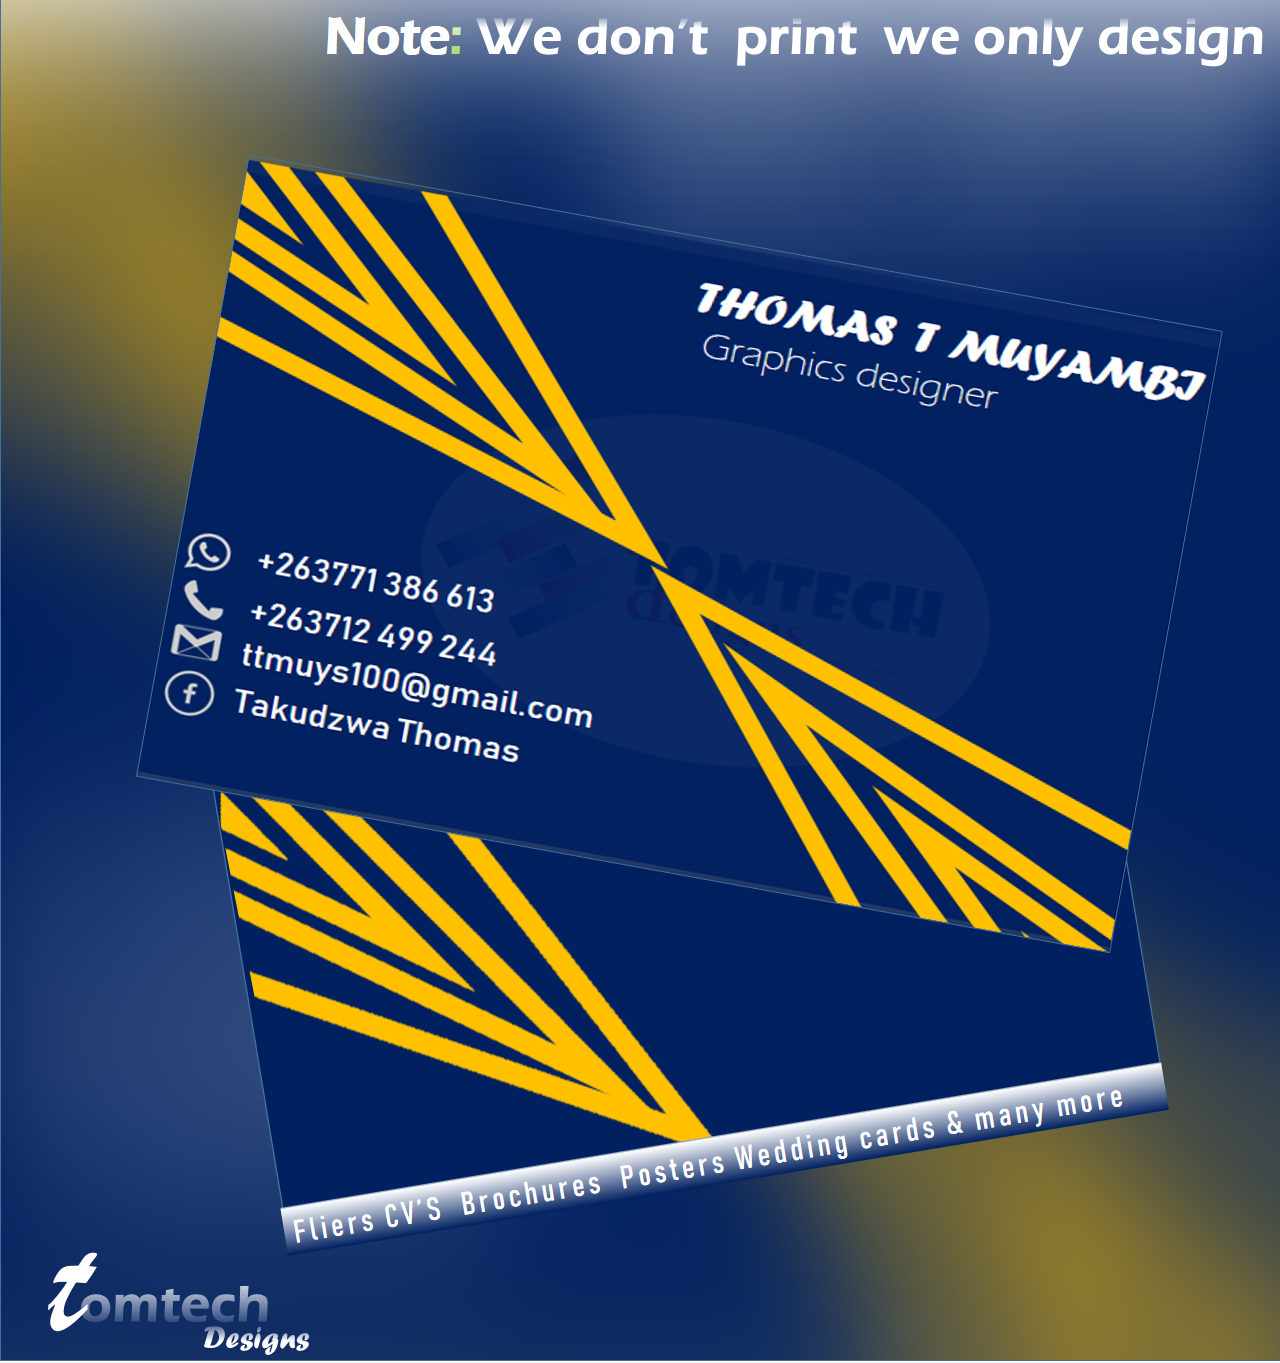 Note: We don't print we only design
THOMAS T MUYAMBI
Graphics designer
TOMTECH
+263771 386 613
+263712 499 244
ttmuys100@gmail.com
Takudzwa Thomas
Fliers CV'S Brochures Posters Wedding cards & many more
tomtech
Designs